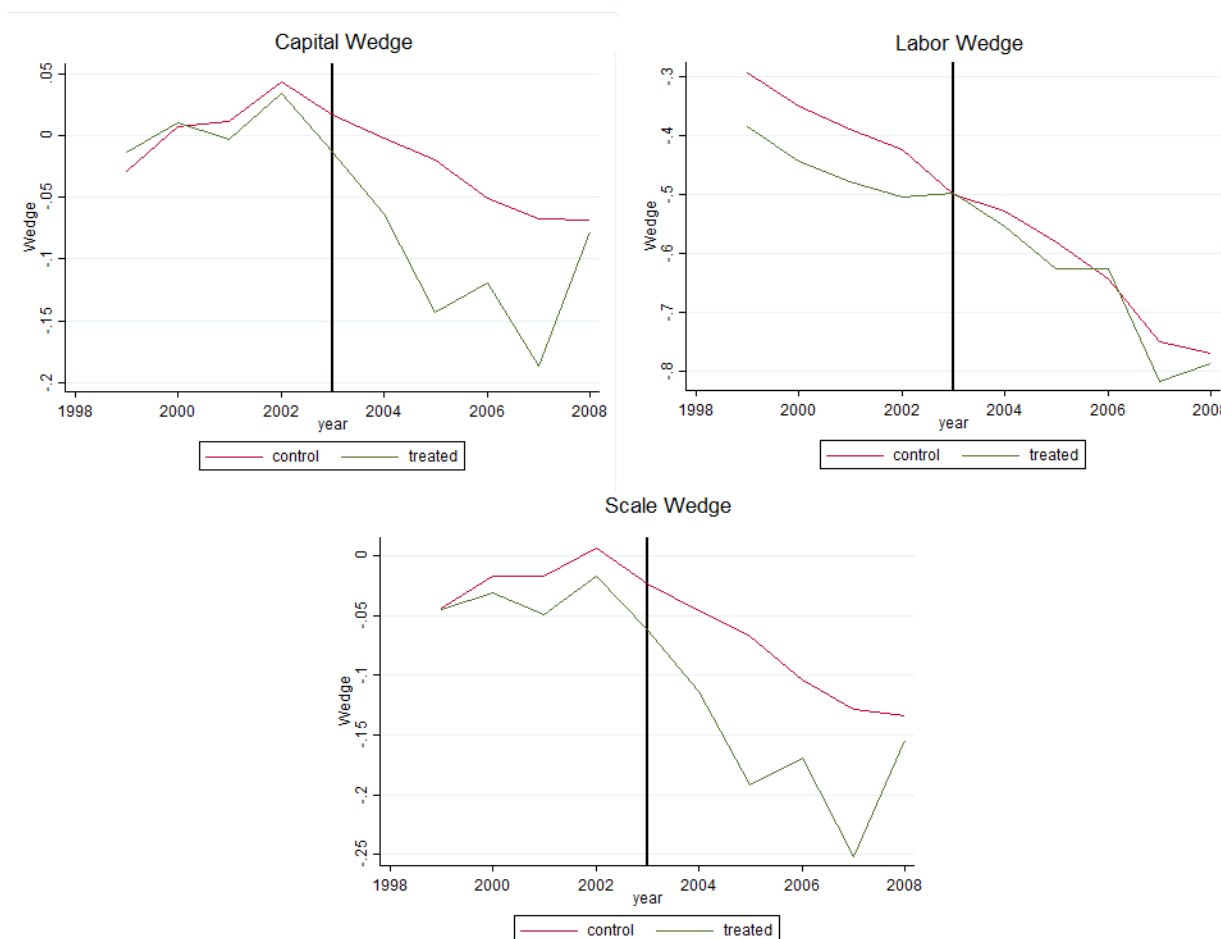 Capital Wedge
.05
0
-.05
-.1
-.15
-.2
Wedge
1998 2000 2002 2004 2006 2008
year
control treated
Labor Wedge
-.3
-.4
-.5
-.6
-.7
-.8
Wedge
1998 2000 2002 2004 2006 2008
year
control treated
Scale Wedge
0
-.05
-.1
-.15
-.2
-.25
Wedge
1998 2000 2002 2004 2006 2008
year
control treated